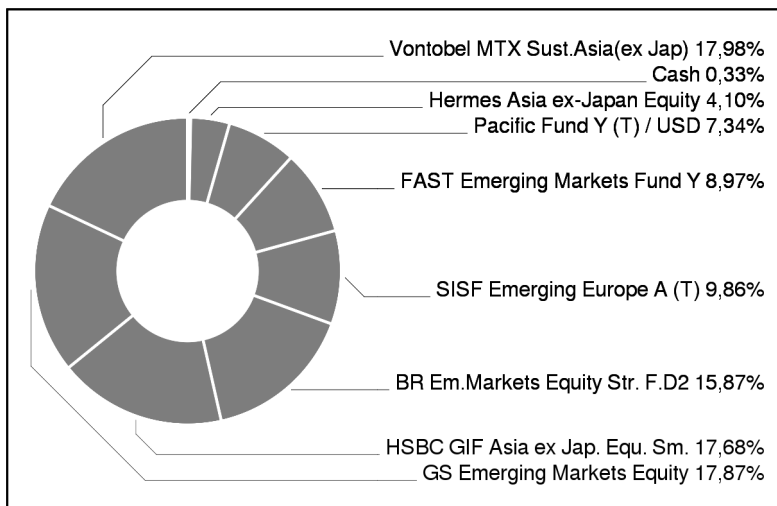 Vontobel MTX Sust.Asia(ex Jap) 17,98%
Cash 0,33%
Hermes Asia ex-Japan Equity 4,10%
Pacific Fund Y (T) / USD 7,34%
FAST Emerging Markets Fund Y 8,97%
SISF Emerging Europe A (T) 9,86%
BR Em.Markets Equity Str. F.D2 15,87%
HSBC GIF Asia ex Jap. Equ. Sm. 17,68%
GS Emerging Markets Equity 17,87%